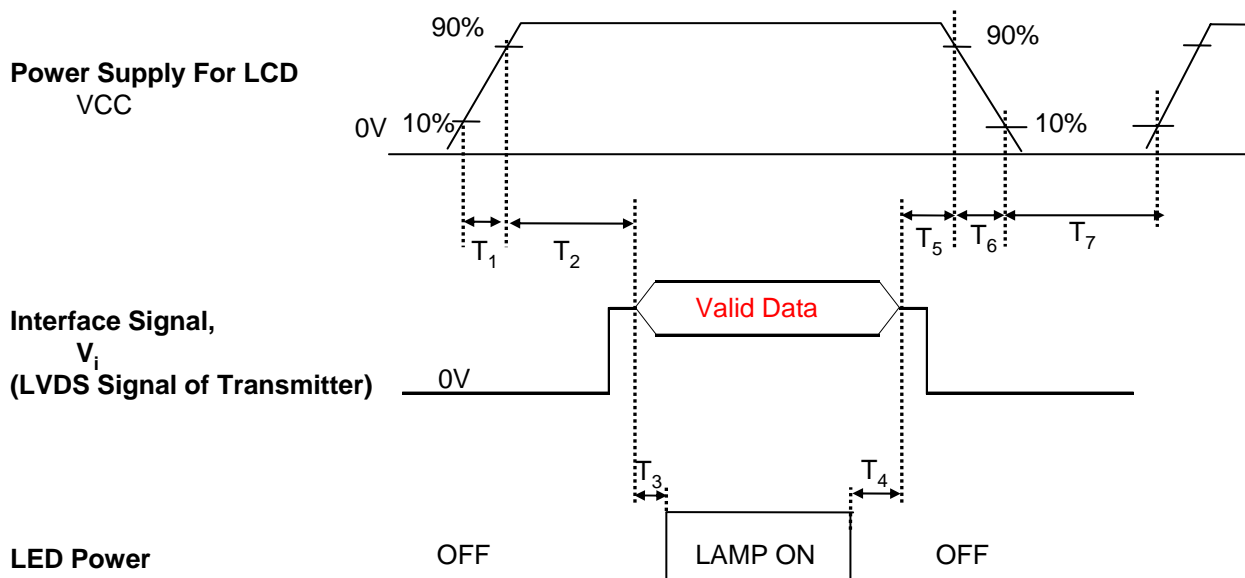 90%
90%
Power Supply For LCD
VCC
0V
10%
10%
T1
T2
T5
T6
T7
Valid Data
Interface Signal,
Vi
(LVDS Signal of Transmitter)
0V
T3
T4
LED Power
OFF
LAMP ON
OFF